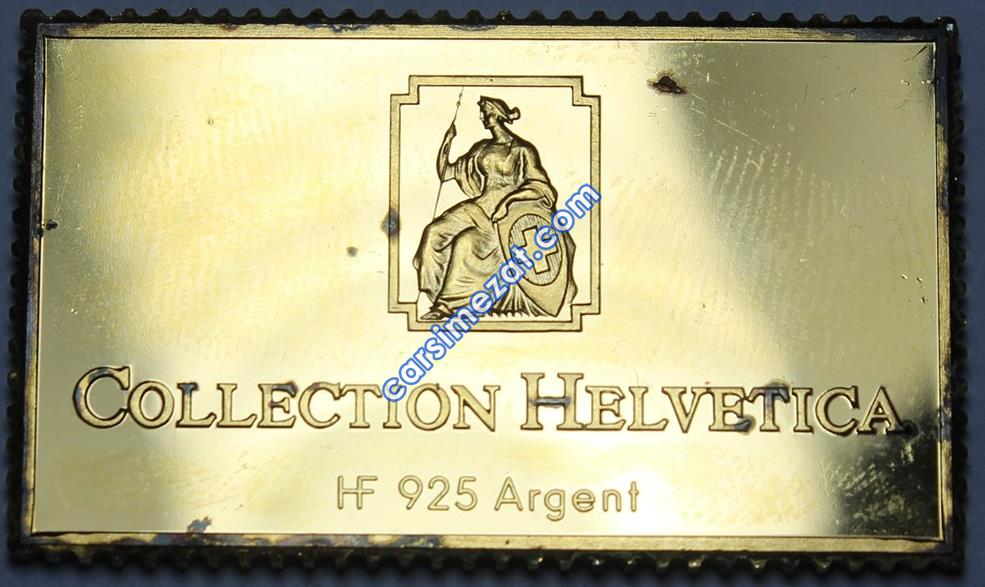 carsimezat.com
COLLECTION HELVETICA
HF 925 Argent